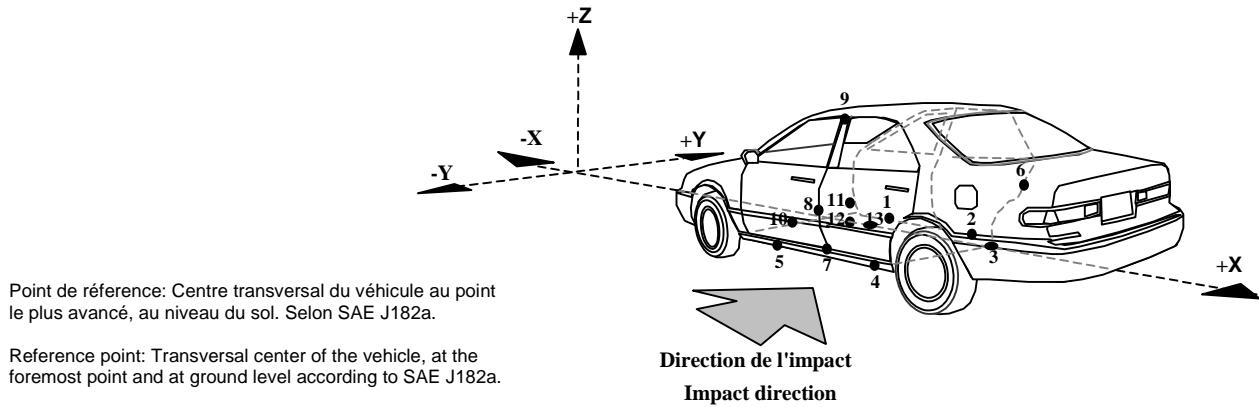 +Z
9
-X
+Y
-Y
6
11
8
1
10
12
13
2
3
5
7
4
+X
Point de réference: Centre transversal du véhicule au point
le plus avancé, au niveau du sol. Selon SAE J182a.
Reference point: Transversal center of the vehicle, at the
foremost point and at ground level according to SAE J182a.
Direction de l'impact
Impact direction